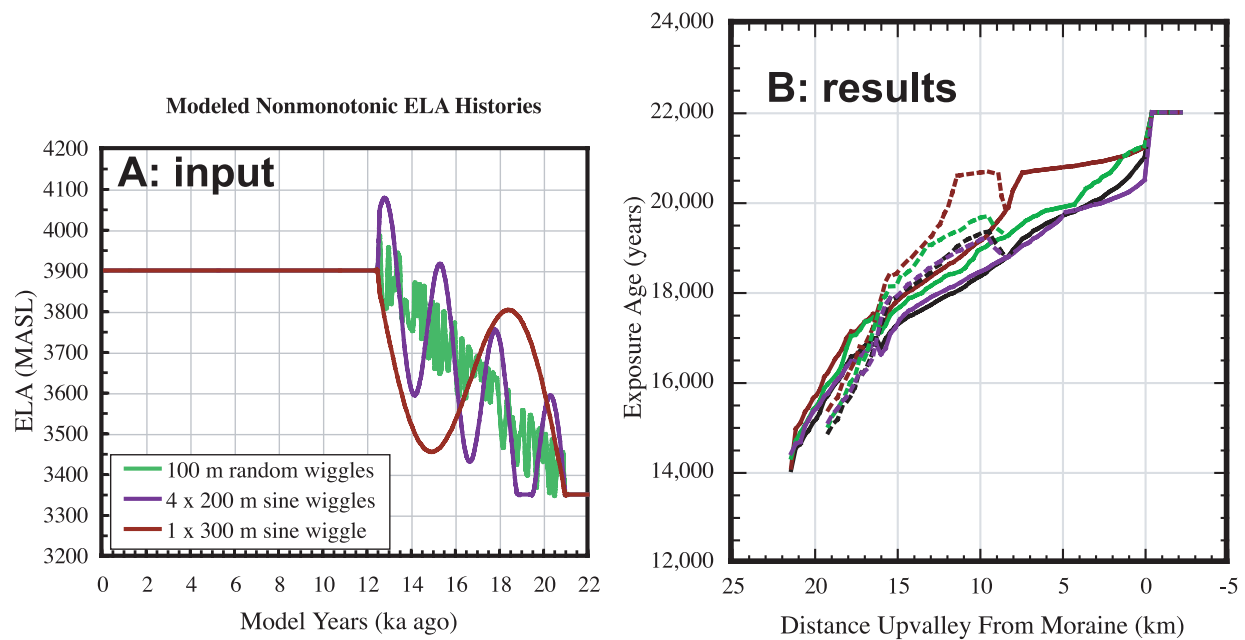 Modeled Nonmonotonic ELA Histories
A: input
ELA (MASL)
4200
4100
4000
3900
3800
3700
3600
3500
3400
3300
3200
100 m random wiggles
4 x 200 m sine wiggles
1 x 300 m sine wiggle
0 2 4 6 8 10 12 14 16 18 20 22
Model Years (ka ago)
B: results
Exposure Age (years)
24,000
22,000
20,000
18,000
16,000
14,000
12,000
25 20 15 10 5 0 -5
Distance Upvalley From Moraine (km)